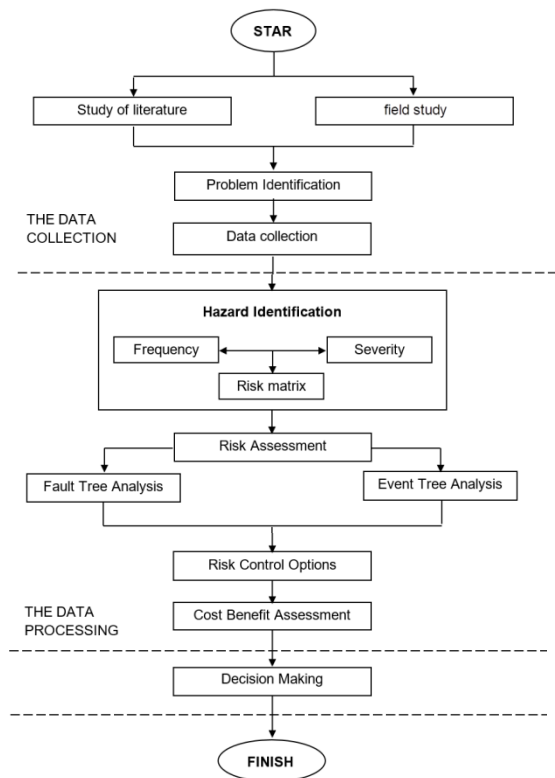 STAR
Study of literature
field study
Problem Identification
THE DATA
COLLECTION
Data collection
Hazard Identification
Frequency
Severity
Risk matrix
Risk Assessment
Fault Tree Analysis
Event Tree Analysis
Risk Control Options
THE DATA
PROCESSING
Cost Benefit Assessment
Decision Making
FINISH